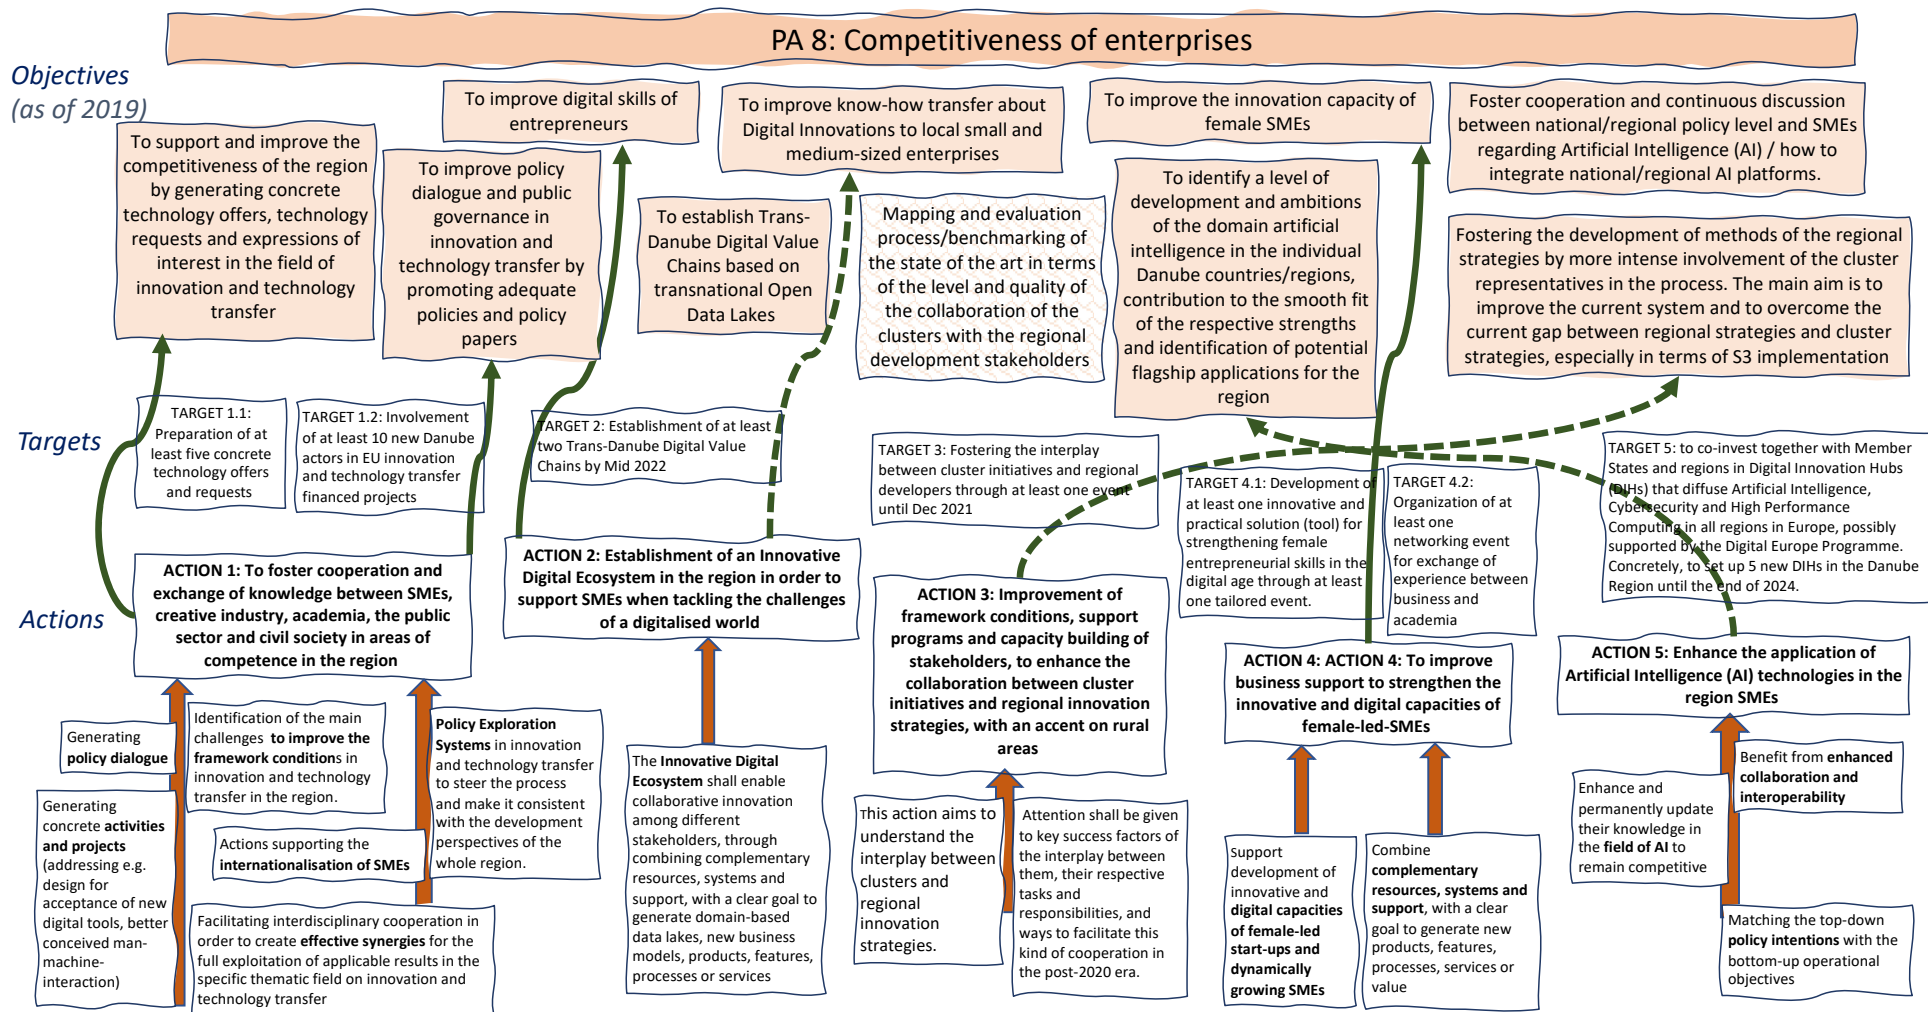 PA 8: Competitiveness of enterprises
Objectives
(as of 2019)
To support and improve the
competitiveness of the region
by generating concrete
technology offers, technology
requests and expressions of
interest in the field of
innovation and technology
transfer
To improve digital skills of
entrepreneurs
To improve policy
dialogue and public
governance in
innovation and
technology transfer by
promoting adequate
policies and policy
papers
To improve know-how transfer about
Digital Innovations to local small and
medium-sized enterprises
To establish Trans-
Danube Digital Value
Chains based on
transnational Open
Data Lakes
Mapping and evaluation
process/benchmarking of
the state of the art in terms
of the level and quality of
the collaboration of the
clusters with the regional
development stakeholders
To improve the innovation capacity of
female SMEs
To identify a level of
development and ambitions
of the domain artificial
intelligence in the individual
Danube countries/regions,
contribution to the smooth fit
of the respective strengths
and identification of potential
flagship applications for the
region
Foster cooperation and continuous discussion
between national/regional policy level and SMEs
regarding Artificial Intelligence (AI) / how to
integrate national/regional AI platforms.
Fostering the development of methods of the regional
strategies by more intense involvement of the cluster
representatives in the process. The main aim is to
improve the current system and to overcome the
current gap between regional strategies and cluster
strategies, especially in terms of S3 implementation
Targets
TARGET 1.1:
Preparation of at
least five concrete
technology offers
and requests
TARGET 1.2: Involvement
of at least 10 new Danube
actors in EU innovation
and technology transfer
financed projects
TARGET 2: Establishment of at least
two Trans-Danube Digital Value
Chains by Mid 2022
TARGET 3: Fostering the interplay
between cluster initiatives and regional
developers through at least one event
until Dec 2021
TARGET 4.1: Development of
at least one innovative and
practical solution (tool) for
strengthening female
entrepreneurial skills in the
digital age through at least
one tailored event.
TARGET 4.2:
Organization of at
least one
networking event
for exchange of
experience between
business and
academia
TARGET 5: to co-invest together with Member
States and regions in Digital Innovation Hubs
(DIHs) that diffuse Artificial Intelligence,
Cybersecurity and High Performance
Computing in all regions in Europe, possibly
supported by the Digital Europe Programme.
Concretely, to set up 5 new DIHs in the Danube
Region until the end of 2024.
Actions
ACTION 1: To foster cooperation and
exchange of knowledge between SMEs,
creative industry, academia, the public
sector and civil society in areas of
competence in the region
ACTION 2: Establishment of an Innovative
Digital Ecosystem in the region in order to
support SMEs when tackling the challenges
of a digitalised world
ACTION 3: Improvement of
framework conditions, support
programs and capacity building of
stakeholders, to enhance the
collaboration between cluster
initiatives and regional innovation
strategies, with an accent on rural
areas
ACTION 4: ACTION 4: To improve
business support to strengthen the
innovative and digital capacities of
female-led-SMEs
ACTION 5: Enhance the application of
Artificial Intelligence (AI) technologies in the
region SMEs
Generating
policy dialogue
Identification of the main
challenges to improve the
framework conditions in
innovation and technology
transfer in the region.
Policy Exploration
Systems in innovation
and technology transfer
to steer the process
and make it consistent
with the development
perspectives of the
whole region.
Generating
concrete activities
and projects
(addressing e.g.
design for
acceptance of new
digital tools, better
conceived man-
machine-
interaction)
Actions supporting the
internationalisation of SMEs
Facilitating interdisciplinary cooperation in
order to create effective synergies for the
full exploitation of applicable results in the
specific thematic field on innovation and
technology transfer
The Innovative Digital
Ecosystem shall enable
collaborative innovation
among different
stakeholders, through
combining complementary
resources, systems and
support, with a clear goal to
generate domain-based
data lakes, new business
models, products, features,
processes or services
This action aims to
understand the
interplay between
clusters and
regional
innovation
strategies.
Attention shall be given
to key success factors of
the interplay between
them, their respective
tasks and
responsibilities, and
ways to facilitate this
kind of cooperation in
the post-2020 era.
Support
development of
innovative and
digital capacities
of female-led
start-ups and
dynamically
growing SMEs
Combine
complementary
resources, systems and
support, with a clear
goal to generate new
products, features,
processes, services or
value
Enhance and
permanently update
their knowledge in
the field of AI to
remain competitive
Benefit from enhanced
collaboration and
interoperability
Matching the top-down
policy intentions with the
bottom-up operational
objectives